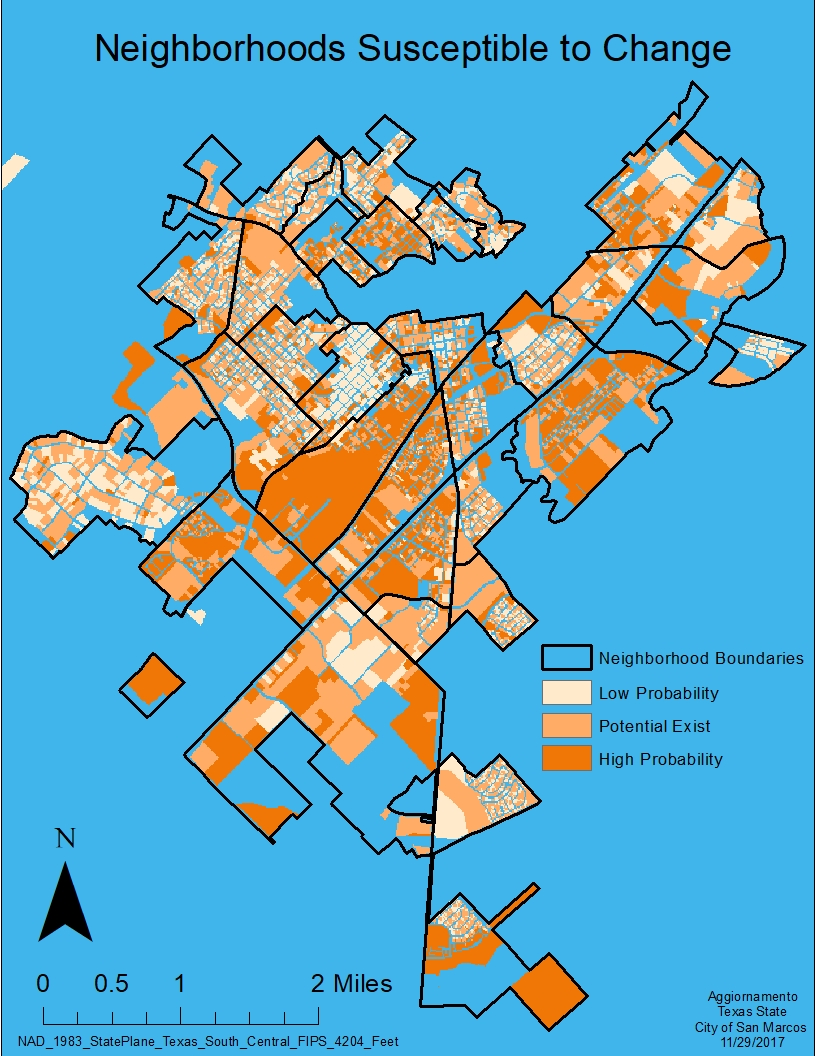 Neighborhoods Susceptible to Change
Neighborhood Boundaries
Low Probability
Potential Exist
High Probability
N
0 0.5 1 2 Miles
NAD_1983_StatePlane_Texas_South_Central_FIPS_4204_Feet
Aggiornamento
Texas State
City of San Marcos
11/29/2017